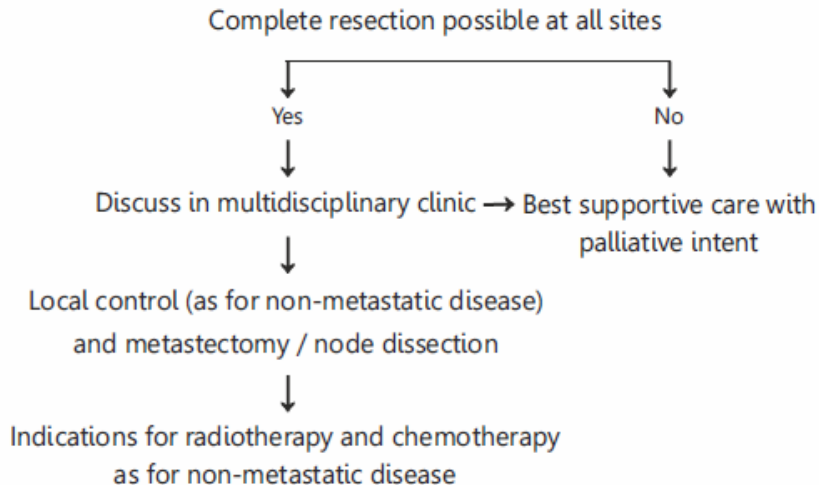 Complete resection possible at all sites
Yes
No
Discuss in multidisciplinary clinic
Best supportive care with
palliative intent
Local control (as for non-metastatic disease)
and metastectomy / node dissection
Indications for radiotherapy and chemotherapy
as for non-metastatic disease